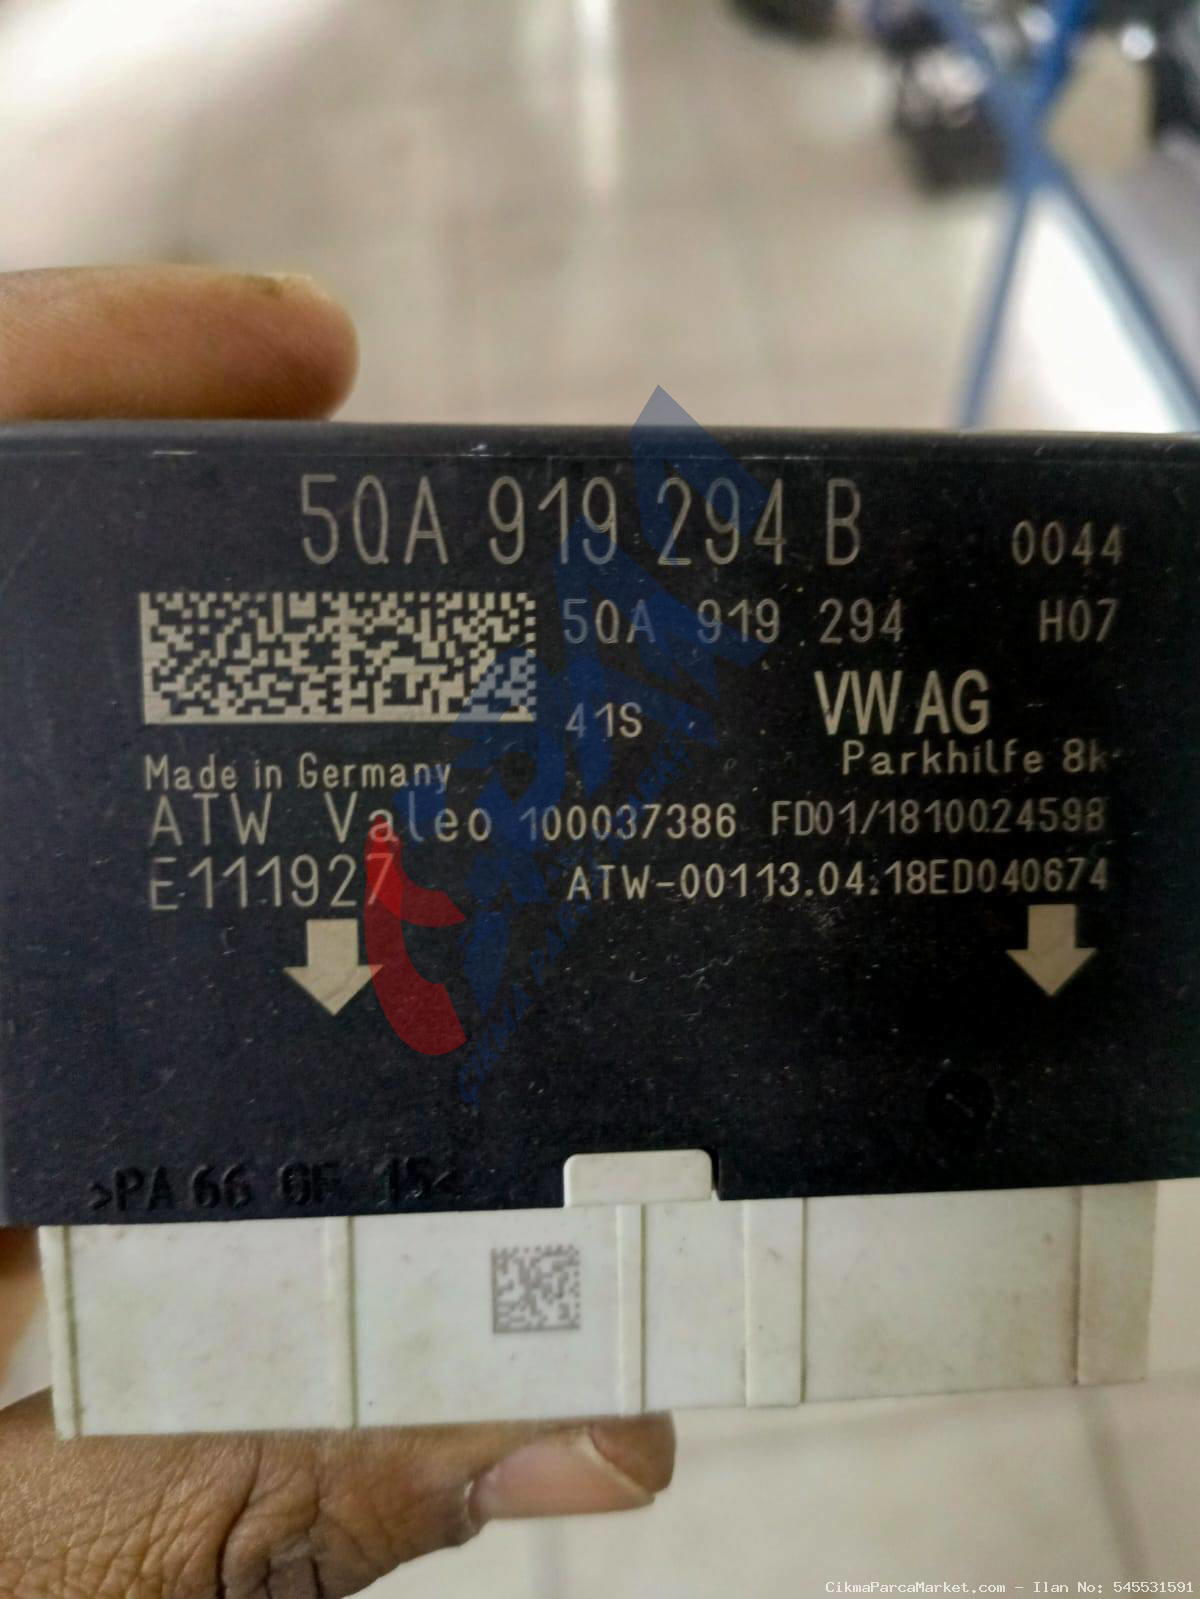 5QA 919 294 B 0044
5QA 919 294 H07
41S VW AG
Parkhilfe 8k
Made in Germany
ATW Valeo 100037386 FD01/1810024598
E111927 ATW-00113.04.18ED040674
>PA 66 GF 15<
CikmaParcaMarket.com - Ilan No: 545531591